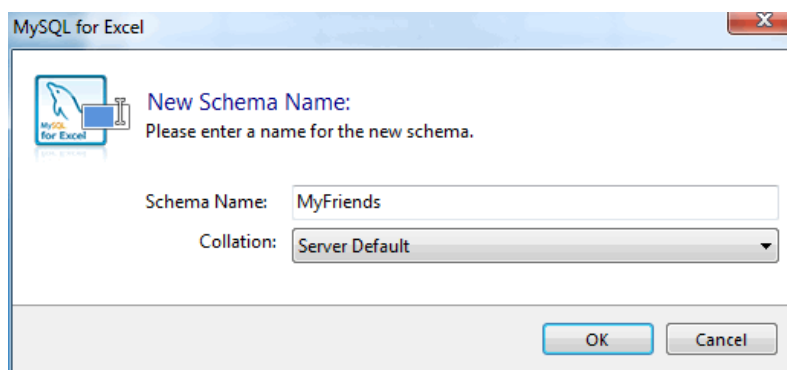 MySQL for Excel
MySQL
for Excel
New Schema Name:
Please enter a name for the new schema.
Schema Name: MyFriends
Collation: Server Default
OK Cancel